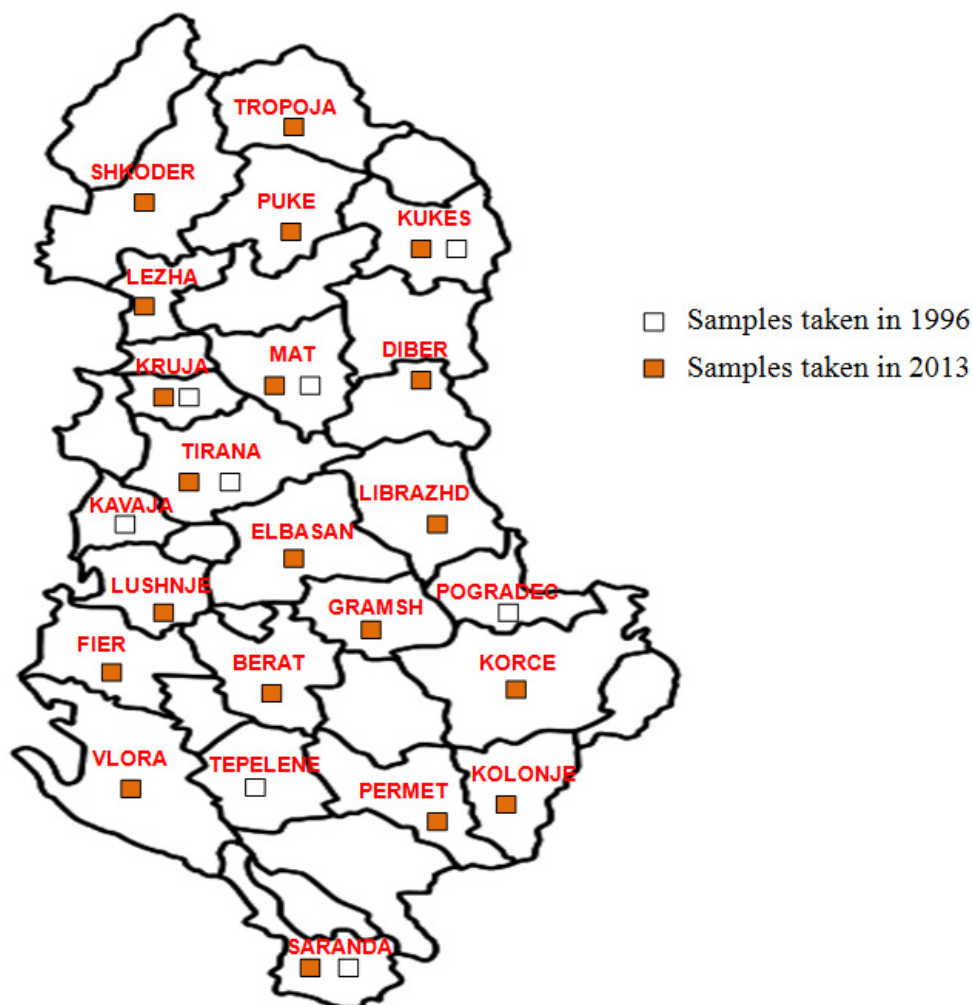 TROPOJA
SHKODER
PUKE
KUKES
LEZHA
MAT
DIBER
KRUJA
TIRANA
LIBRAZHD
KAVAJA
ELBASAN
LUSHNJE
POGRADEC
GRAMSH
FIER
BERAT
KORCE
VLORA
TEPELENE
PERMET
KOLONJE
SARANDA
Samples taken in 1996
Samples taken in 2013